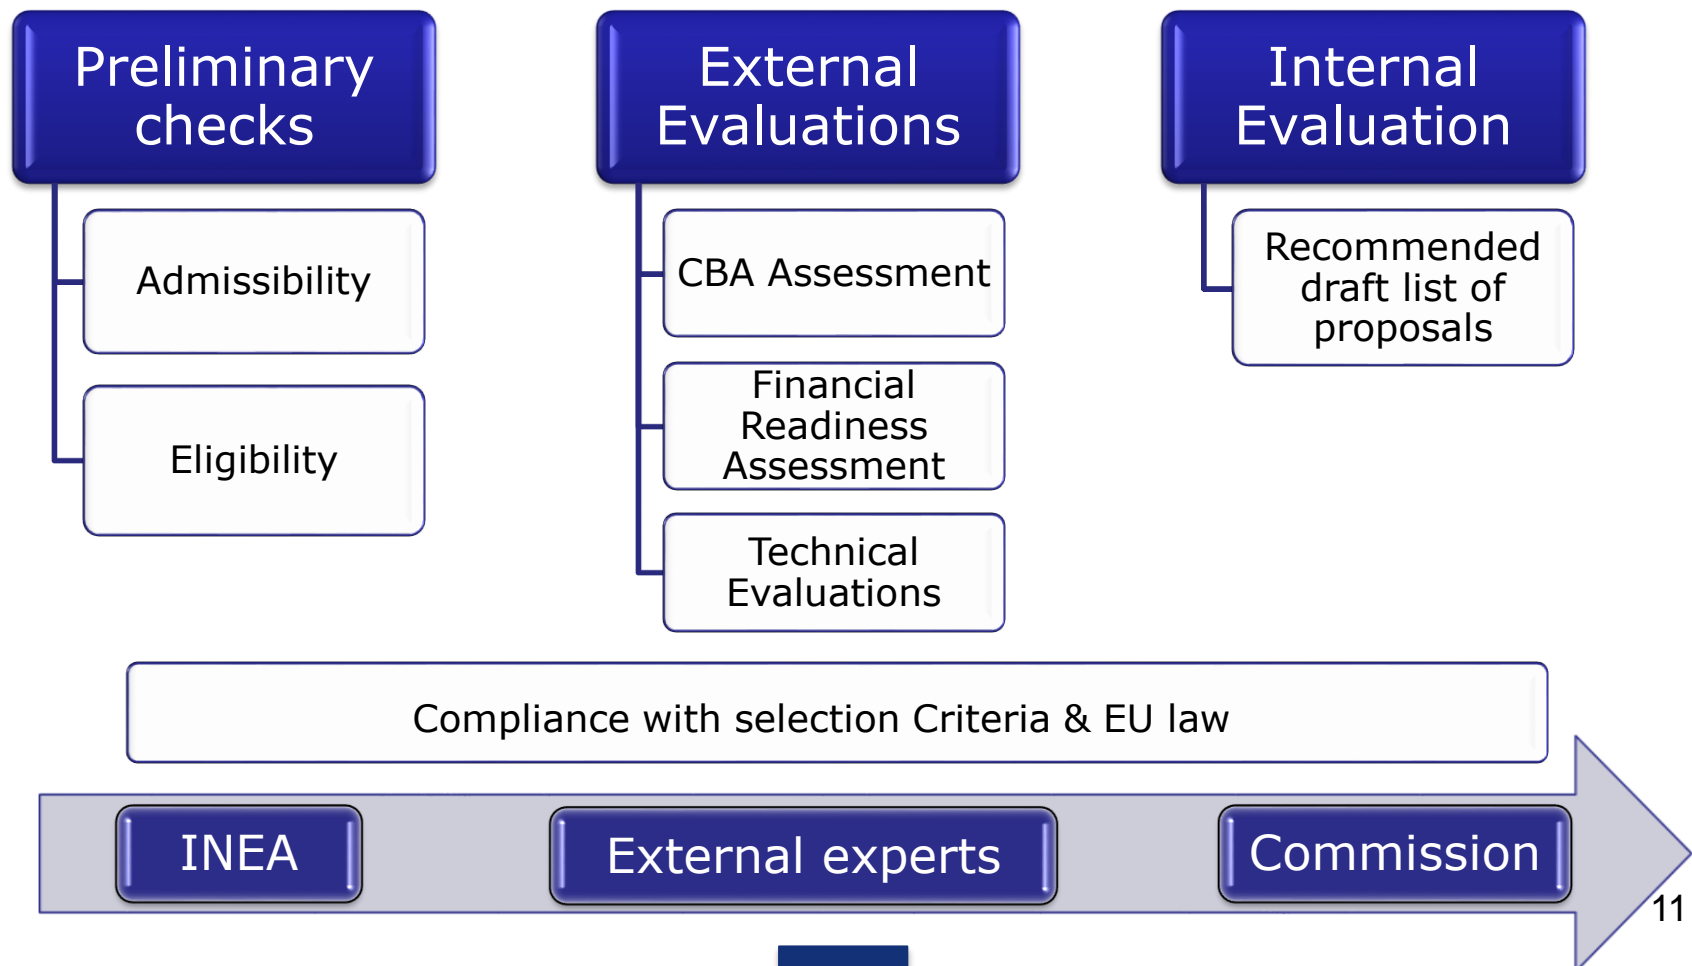 Preliminary
checks
Admissibility
Eligibility
External
Evaluations
CBA Assessment
Financial
Readiness
Assessment
Technical
Evaluations
Internal
Evaluation
Recommended
draft list of
proposals
Compliance with selection Criteria & EU law
INEA
External experts
Commission
11